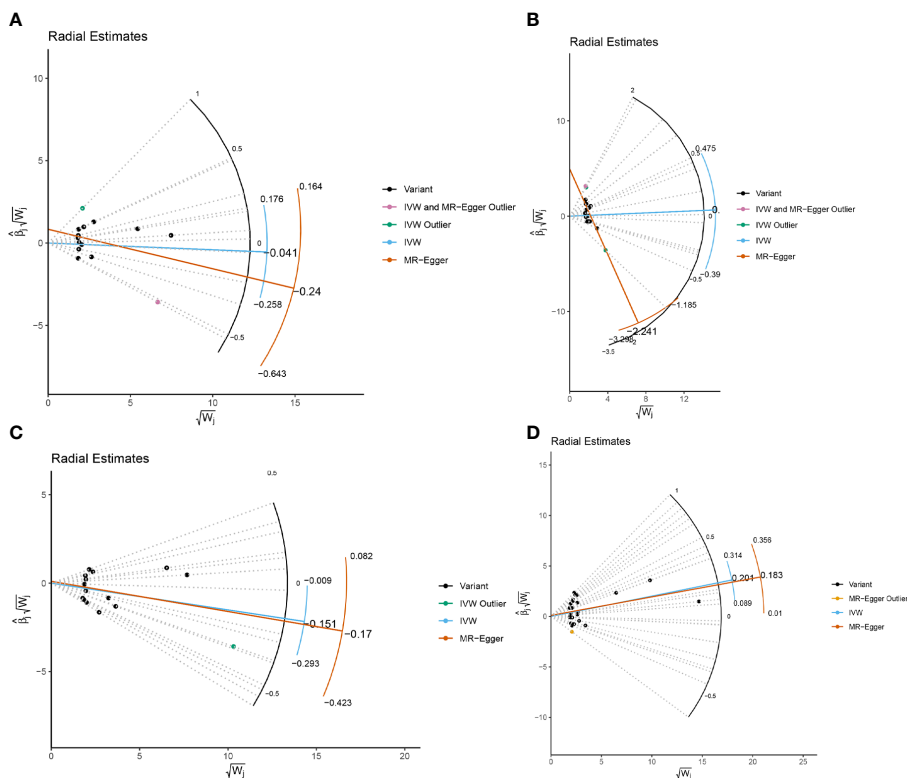 A
Radial Estimates
10
5
0
−5
0
5
10
15
√Wj
β̂j√Wj
1
0.5
0
−0.5
0.176
−0.041
−0.258
0.164
−0.24
−0.643
Variant
IVW and MR−Egger Outlier
IVW Outlier
IVW
MR−Egger
B
Radial Estimates
10
0
−10
0
4
8
12
√Wj
β̂j√Wj
2
0.475
0.5
0.
0
−0.5
−0.39
−1.185
−2.241
−3.298
−2
−3.5
Variant
IVW and MR−Egger Outlier
IVW Outlier
IVW
MR−Egger
C
Radial Estimates
5
0
−5
0
5
10
15
20
√Wj
β̂j√Wj
0.5
0
−0.5
0.082
−0.009
−0.151
−0.17
−0.293
−0.423
Variant
IVW Outlier
IVW
MR−Egger
D
Radial Estimates
15
10
5
0
−5
−10
0
5
10
15
20
25
√Wj
β̂j√Wj
1
0.5
0
−0.5
0.356
0.314
0.201
0.183
0.089
0.01
Variant
MR−Egger Outlier
IVW
MR−Egger